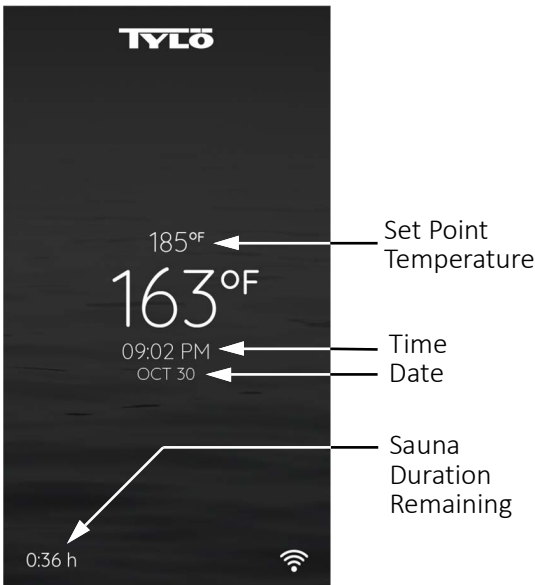 TYLÖ
185°F
Set Point
Temperature
163°F
09:02 PM
Time
OCT 30
Date
Sauna
Duration
Remaining
0:36 h